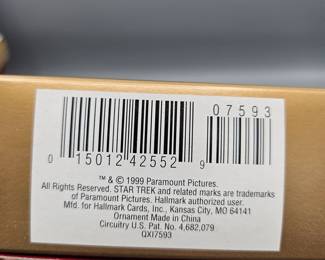 07593
0 15012 42552 9
™ & © 1999 Paramount Pictures.
All Rights Reserved. STAR TREK and related marks are trademarks
of Paramount Pictures. Hallmark authorized user.
Mfd. for Hallmark Cards, Inc., Kansas City, MO 64141
Ornament Made in China
Circuitry U.S. Pat. No. 4,682,079
QXI7593